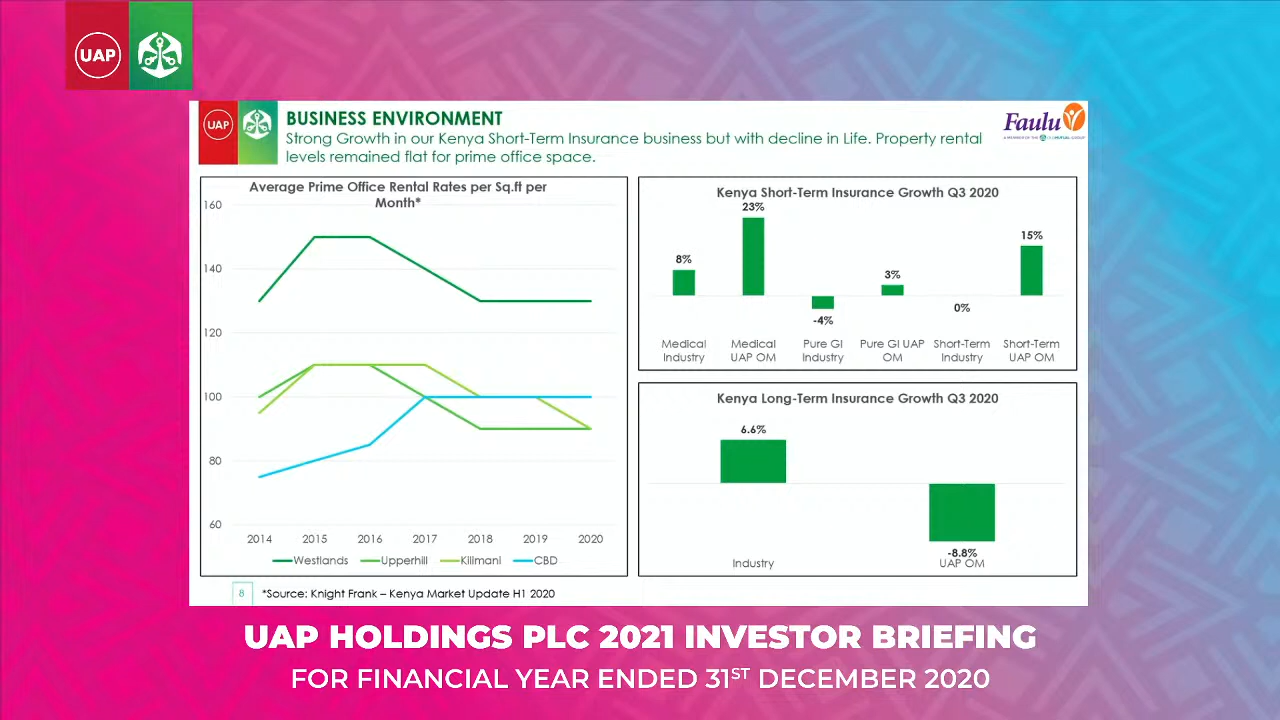 UAP
UAP
BUSINESS ENVIRONMENT
Strong Growth in our Kenya Short-Term Insurance business but with decline in Life. Property rental
levels remained flat for prime office space.
Faulu
Average Prime Office Rental Rates per Sq.ft per
Month*
160
140
120
100
80
60
2014 2015 2016 2017 2018 2019 2020
Westlands Upperhill Kilimani CBD
Kenya Short-Term Insurance Growth Q3 2020
23%
15%
8%
3%
0%
-4%
Medical Medical Pure GI Pure GI UAP Short-Term Short-Term
Industry UAP OM Industry OM Industry UAP OM
Kenya Long-Term Insurance Growth Q3 2020
6.6%
-8.8%
Industry UAP OM
8 *Source: Knight Frank – Kenya Market Update H1 2020
UAP HOLDINGS PLC 2021 INVESTOR BRIEFING
FOR FINANCIAL YEAR ENDED 31ST DECEMBER 2020